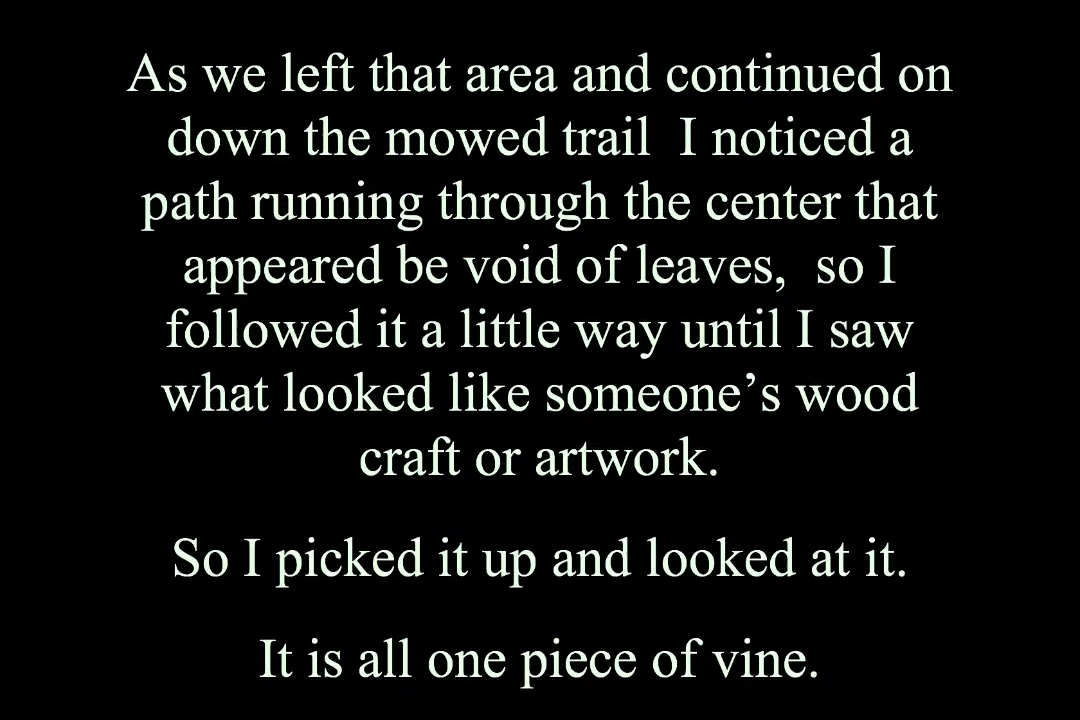 As we left that area and continued on
down the mowed trail  I noticed a
path running through the center that
appeared be void of leaves,  so I
followed it a little way until I saw
what looked like someone’s wood
craft or artwork.
So I picked it up and looked at it.
It is all one piece of vine.